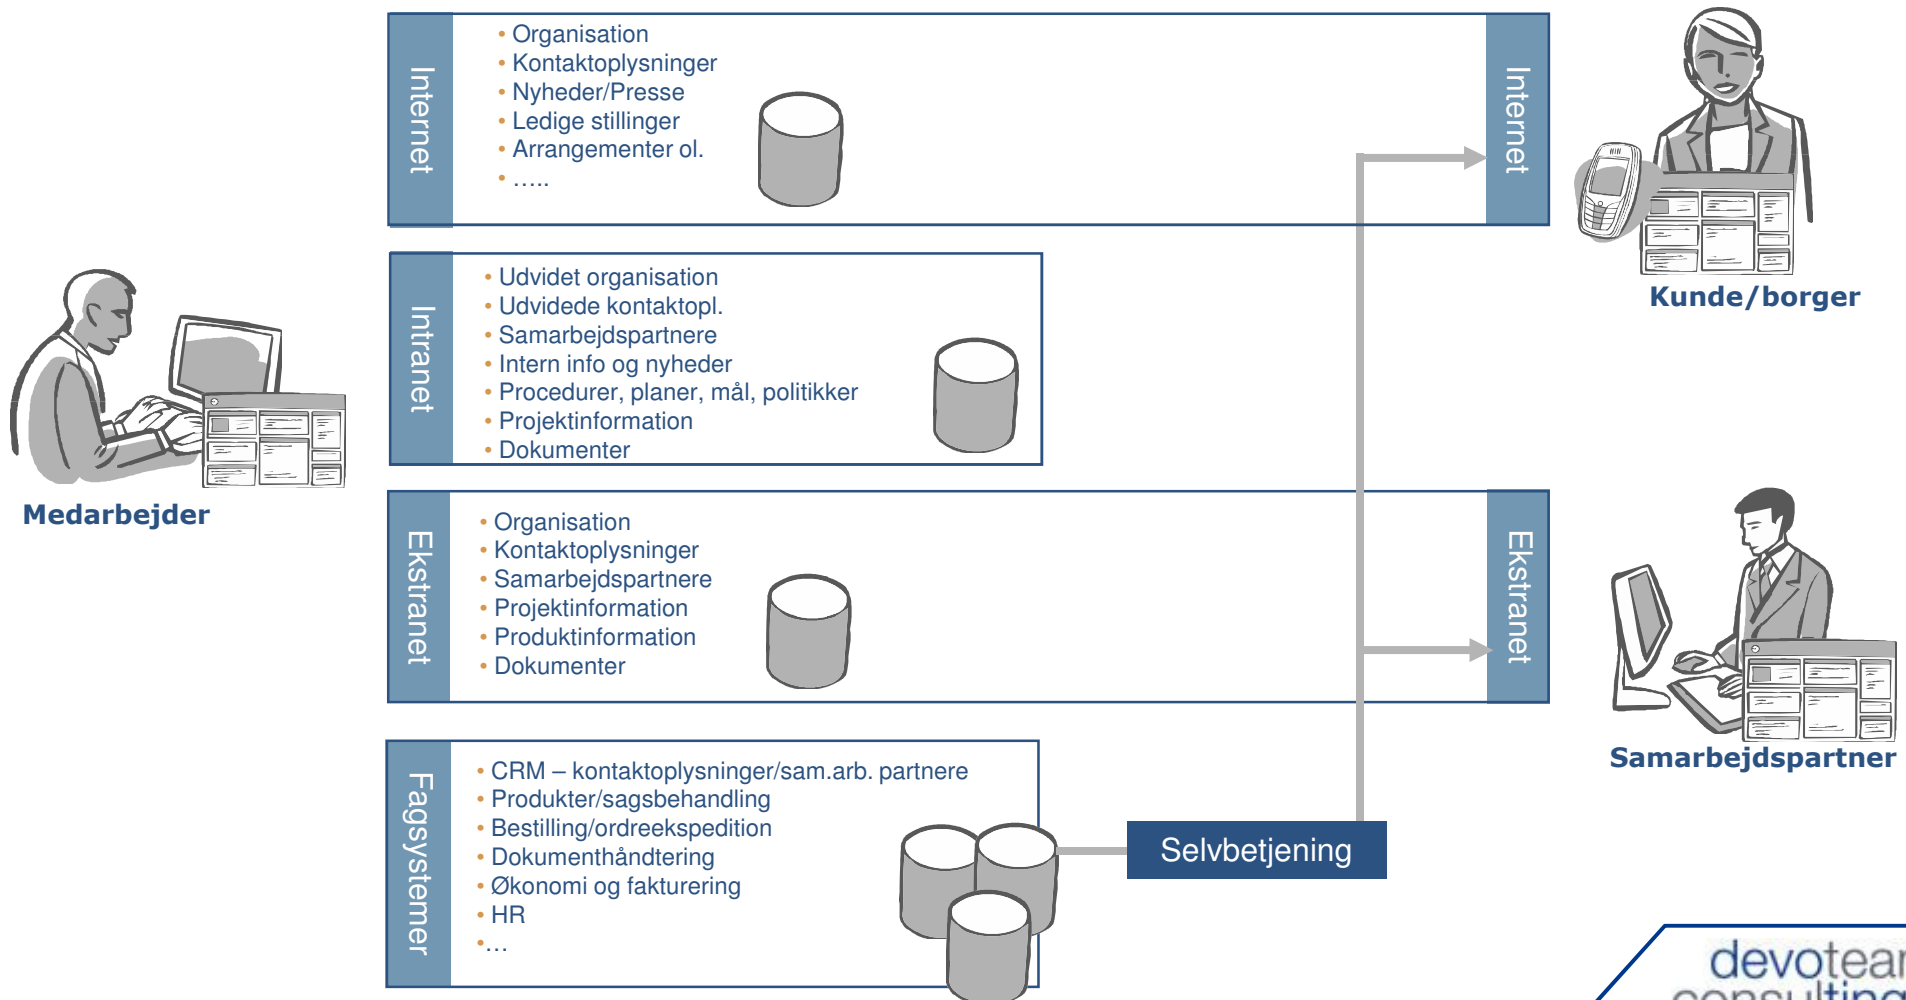 Internet
• Organisation
• Kontaktoplysninger
• Nyheder/Presse
• Ledige stillinger
• Arrangementer ol.
• …..
Internet
Kunde/borger
Intranet
• Udvidet organisation
• Udvidede kontaktopl.
• Samarbejdspartnere
• Intern info og nyheder
• Procedurer, planer, mål, politikker
• Projektinformation
• Dokumenter
Medarbejder
Ekstranet
• Organisation
• Kontaktoplysninger
• Samarbejdspartnere
• Projektinformation
• Produktinformation
• Dokumenter
Ekstranet
Samarbejdspartner
Fagsystemer
• CRM – kontaktoplysninger/sam.arb. partnere
• Produkter/sagsbehandling
• Bestilling/ordreekspedition
• Dokumenthåndtering
• Økonomi og fakturering
• HR
•…
Selvbetjening
devotear
consulting